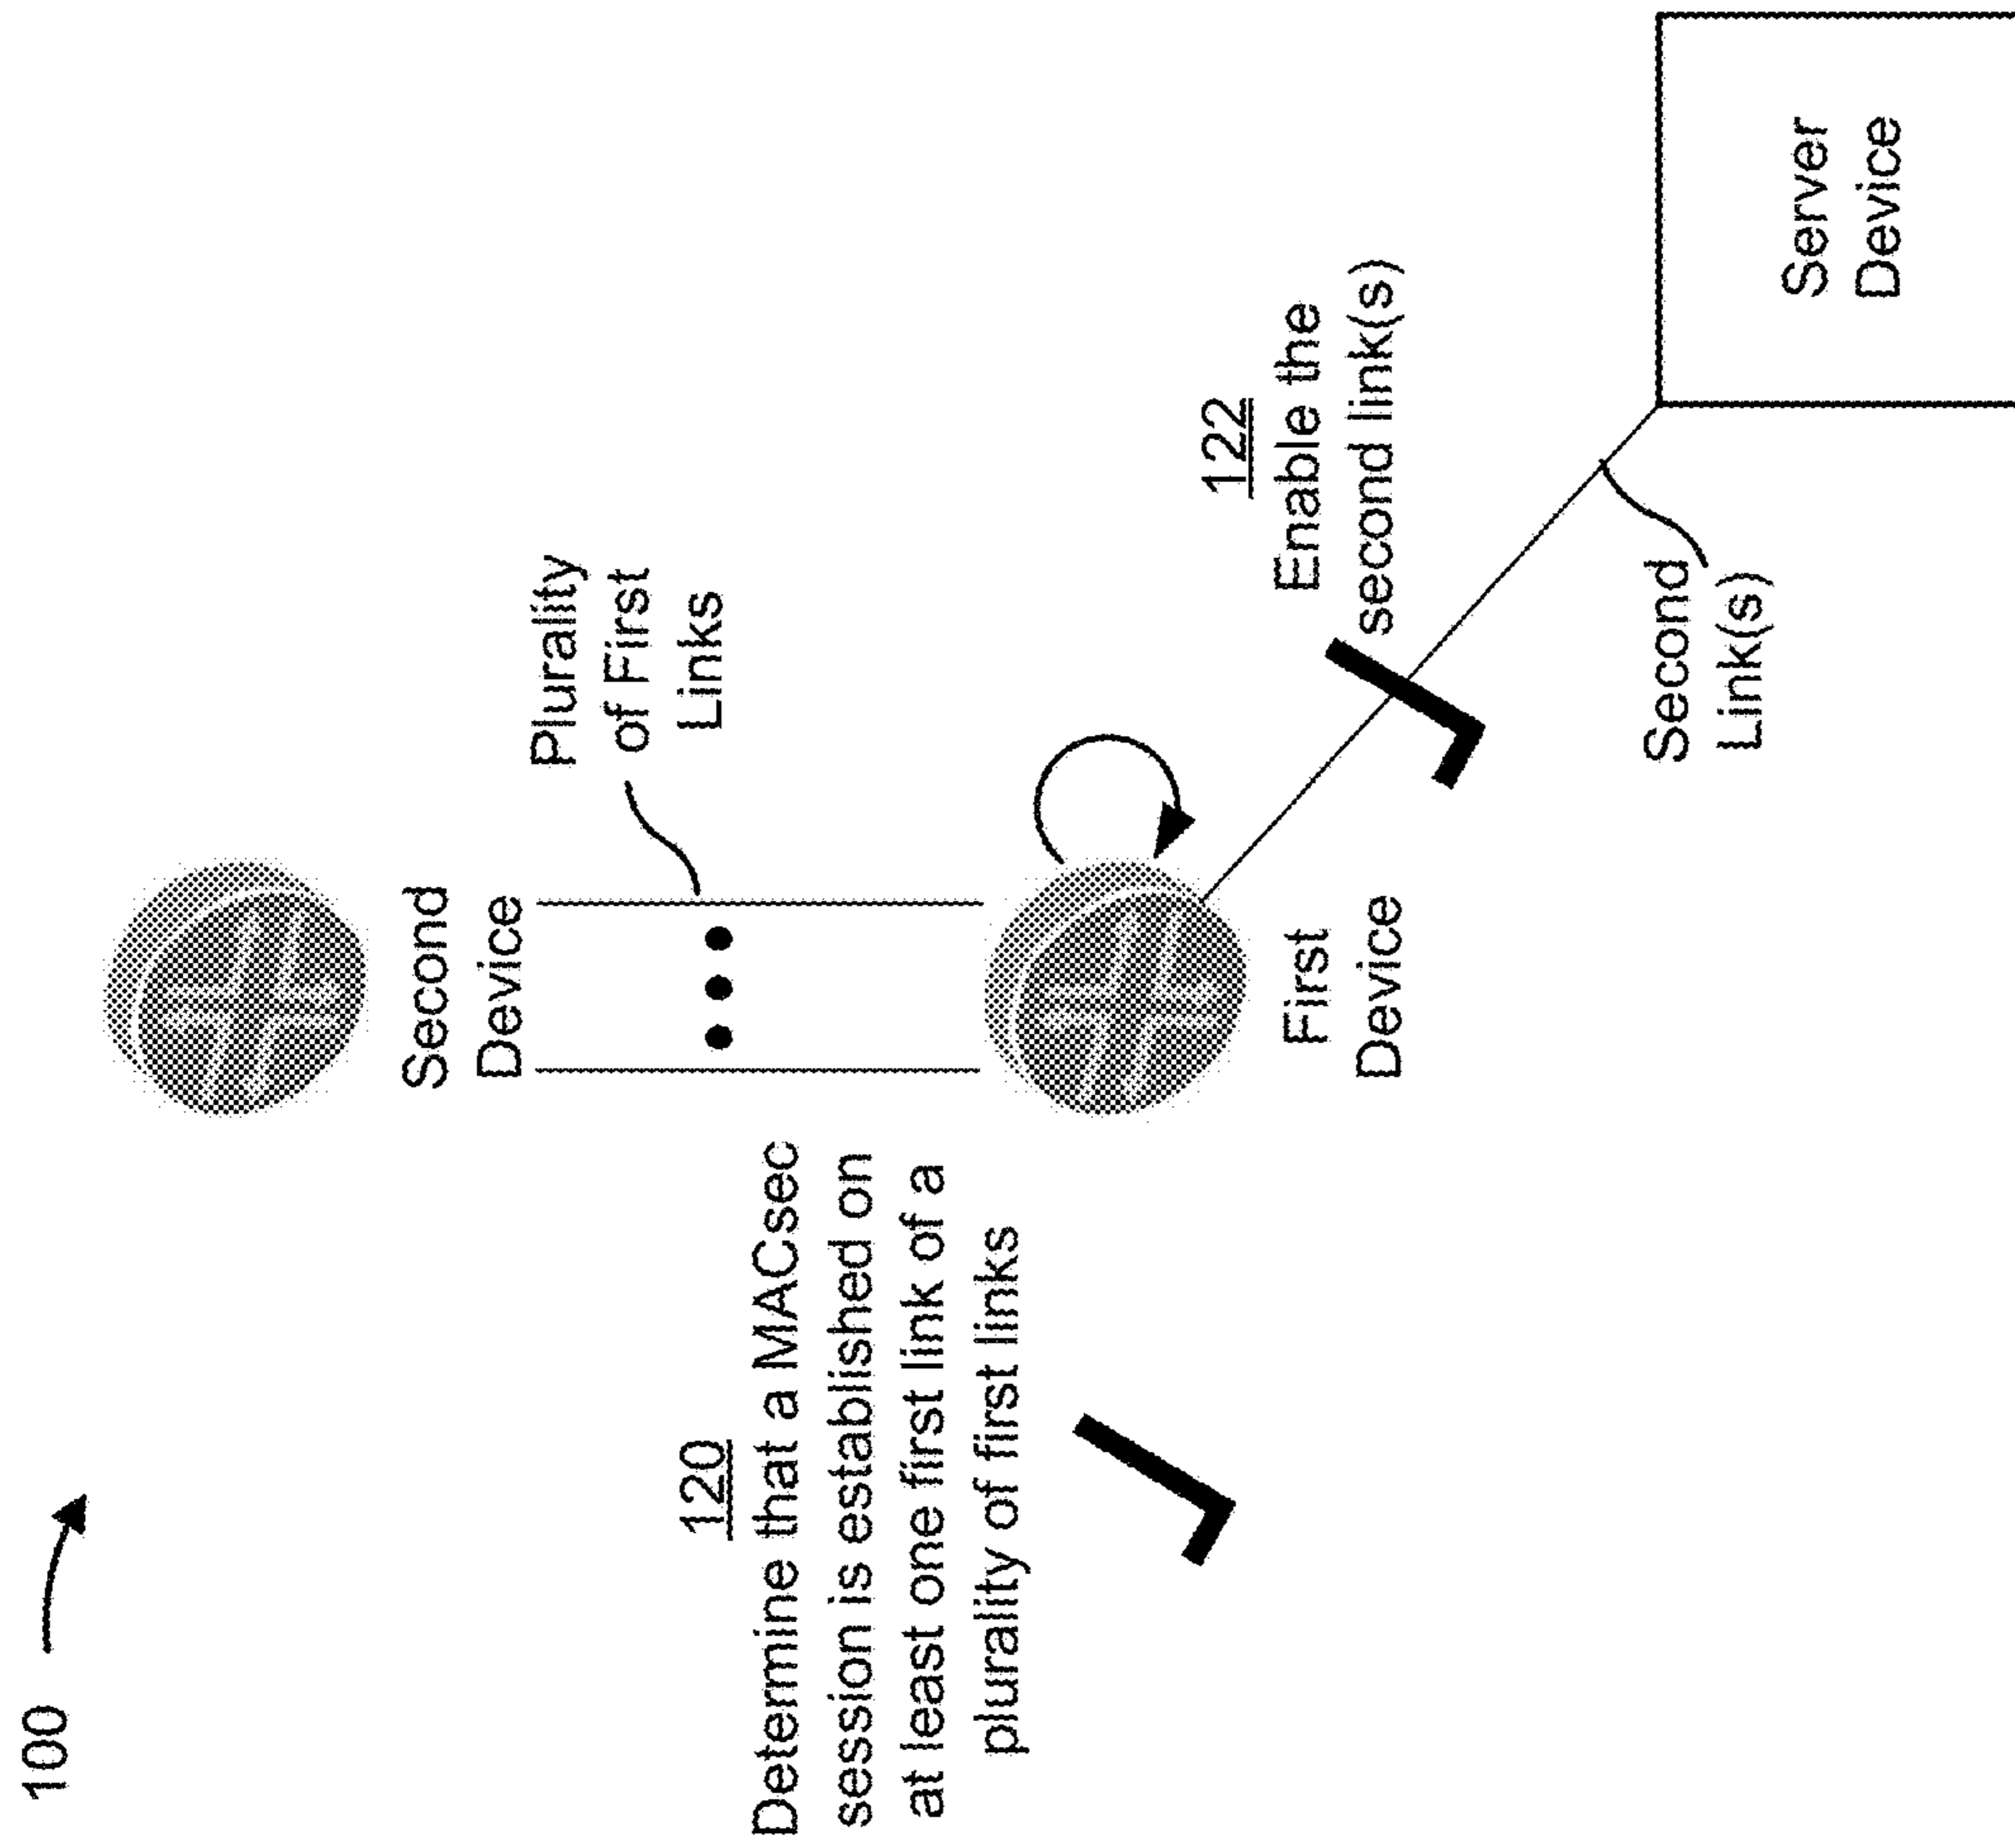 100
Second
Device
Plurality
of First
Links
120
Determine that a MACsec
session is established on
at least one first link of a
plurality of first links
First
Device
122
Enable the
second link(s)
Second
Link(s)
Server
Device